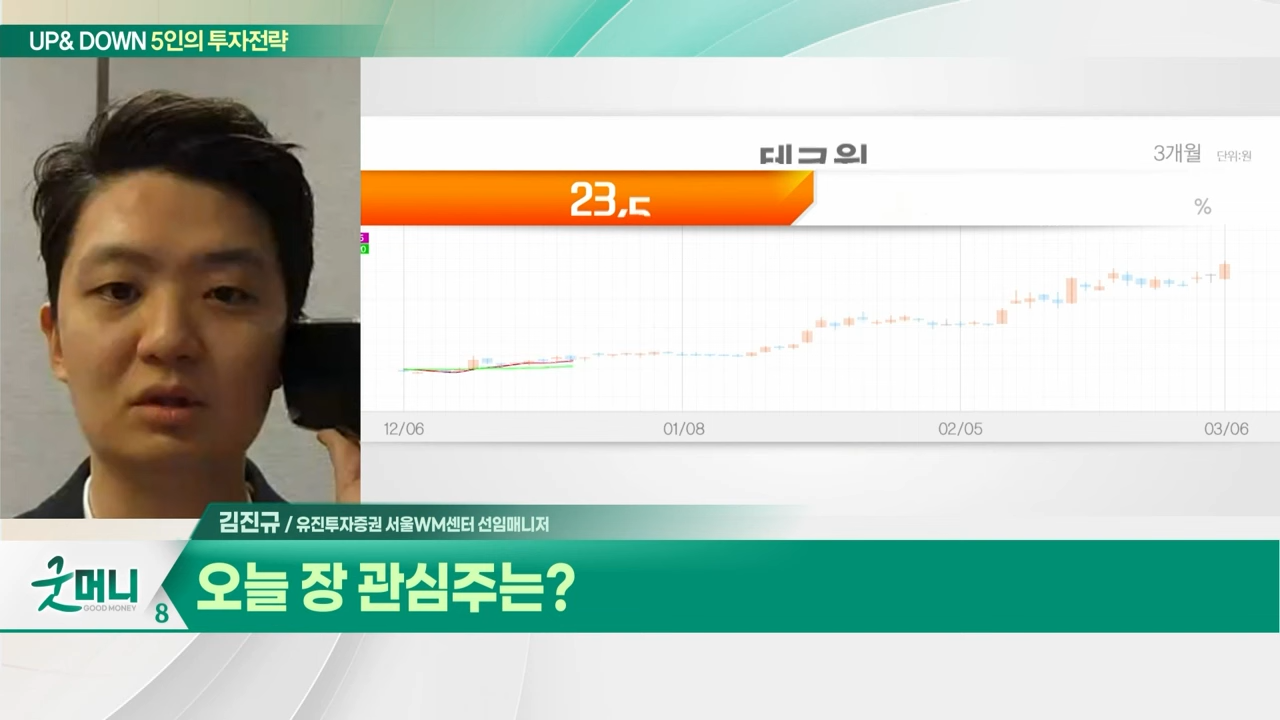 UP& DOWN 5인의 투자전략
3개월 단위:원
%
12/06 01/08 02/05 03/06
김진규 / 유진투자증권 서울WM센터 선임매니저
굿머니
GOOD MONEY
8
오늘 장 관심주는?